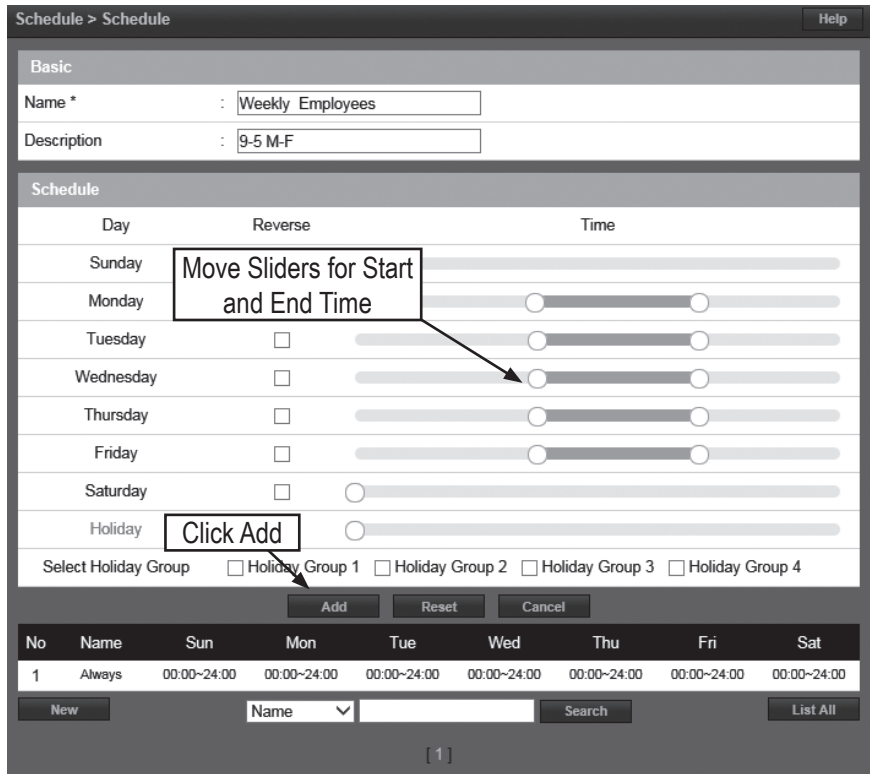 Schedule > Schedule Help
Basic
Name * : Weekly Employees
Description : 9-5 M-F
Schedule
Day Reverse Time
Sunday
Move Sliders for Start
and End Time
Monday
Tuesday
Wednesday
Thursday
Friday
Saturday
Holiday
Click Add
Select Holiday Group Holiday Group 1 Holiday Group 2 Holiday Group 3 Holiday Group 4
Add Reset Cancel
No Name Sun Mon Tue Wed Thu Fri Sat
1 Always 00:00~24:00 00:00~24:00 00:00~24:00 00:00~24:00 00:00~24:00 00:00~24:00 00:00~24:00
New Name Search List All
[ 1 ]